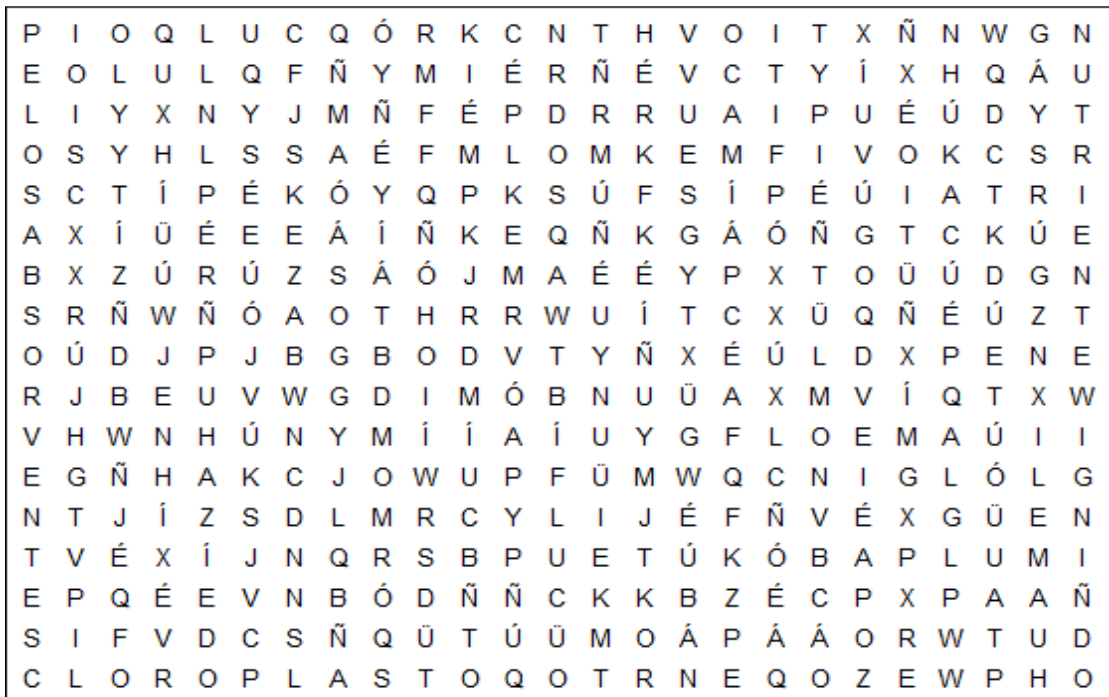 P I O Q L U C Q Ó R K C N T H V O I T X Ñ N W G N
E O L U L Q F Ñ Y M I É R Ñ É V C T Y Í X H Q Á U
L I Y X N Y J M Ñ F É P D R R U A I P U É Ú D Y T
O S Y H L S S A É F M L O M K E M F I V O K C S R
S C T Í P É K Ó Y Q P K S Ú F S Í P É Ú I A T R I
A X Í Ü É E E Á Í Ñ K E Q Ñ K G Á Ó Ñ G T C K Ú E
B X Z Ú R Ú Z S Á Ó J M A É É Y P X T O Ü Ú D G N
S R Ñ W Ñ Ó A O T H R R W U Í T C X Ü Q Ñ É Ú Z T
O Ú D J P J B G B O D V T Y Ñ X É Ú L D X P E N E
R J B E U V W G D I M Ó B N U Ü A X M V Í Q T X W
V H W N H Ú N Y M Í Í A Í U Y G F L O E M A Ú I I
E G Ñ H A K C J O W U P F Ü M W Q C N I G L Ó L G
N T J Í Z S D L M R C Y L I J É F Ñ V É X G Ü E N
T V É X Í J N Q R S B P U E T Ú K Ó B A P L U M I
E P Q É E V N B Ó D Ñ Ñ C K K B Z É C P X P A A Ñ
S I F V D C S Ñ Q Ü T Ú Ü M O Á P Á Á O R W T U D
C L O R O P L A S T O Q O T R N E Q O Z E W P H O